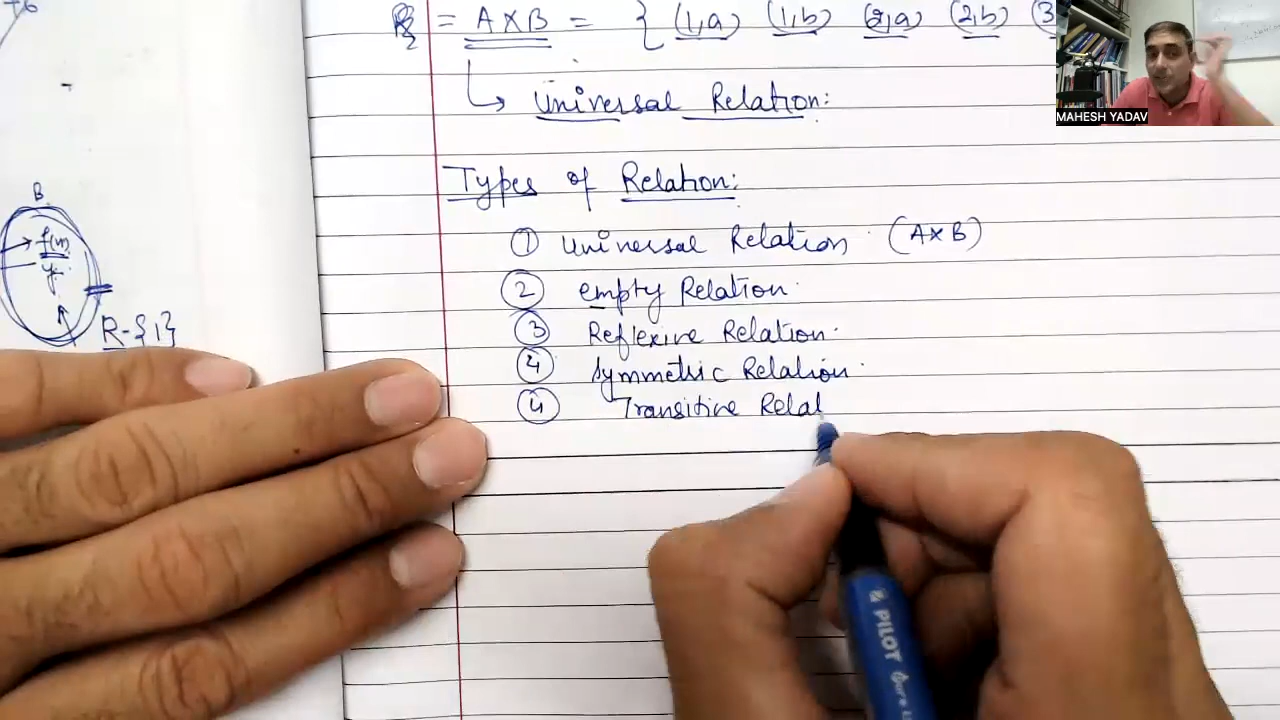 = A X B = { (1,a) (1,b) (2,a) (2,b) (3
MAHESH YADAV
↳ Universal Relation:
Types of Relation:
① Universal Relation. (A×B)
② empty Relation.
③ Reflexive Relation.
④ Symmetric Relation.
④ Transitive Relat
B
f(x)
y
R-{1}
& PILOT